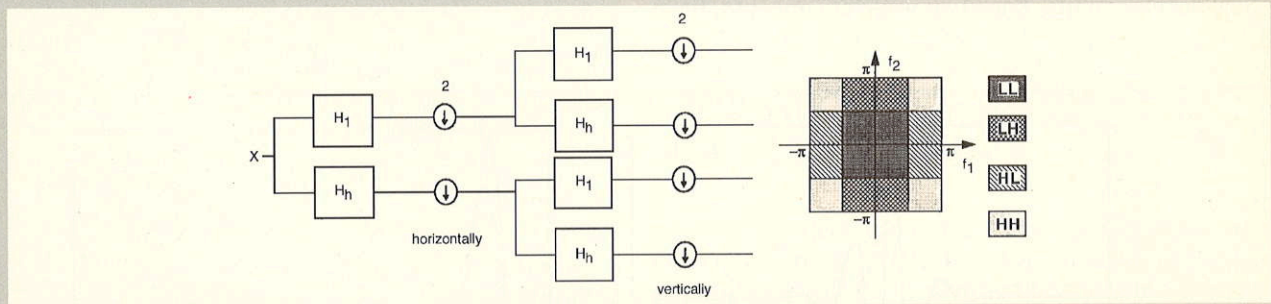 X
H1
Hh
2
horizontally
H1
Hh
H1
Hh
2
vertically
π
f2
-π
π
f1
-π
LL
LH
HL
HH